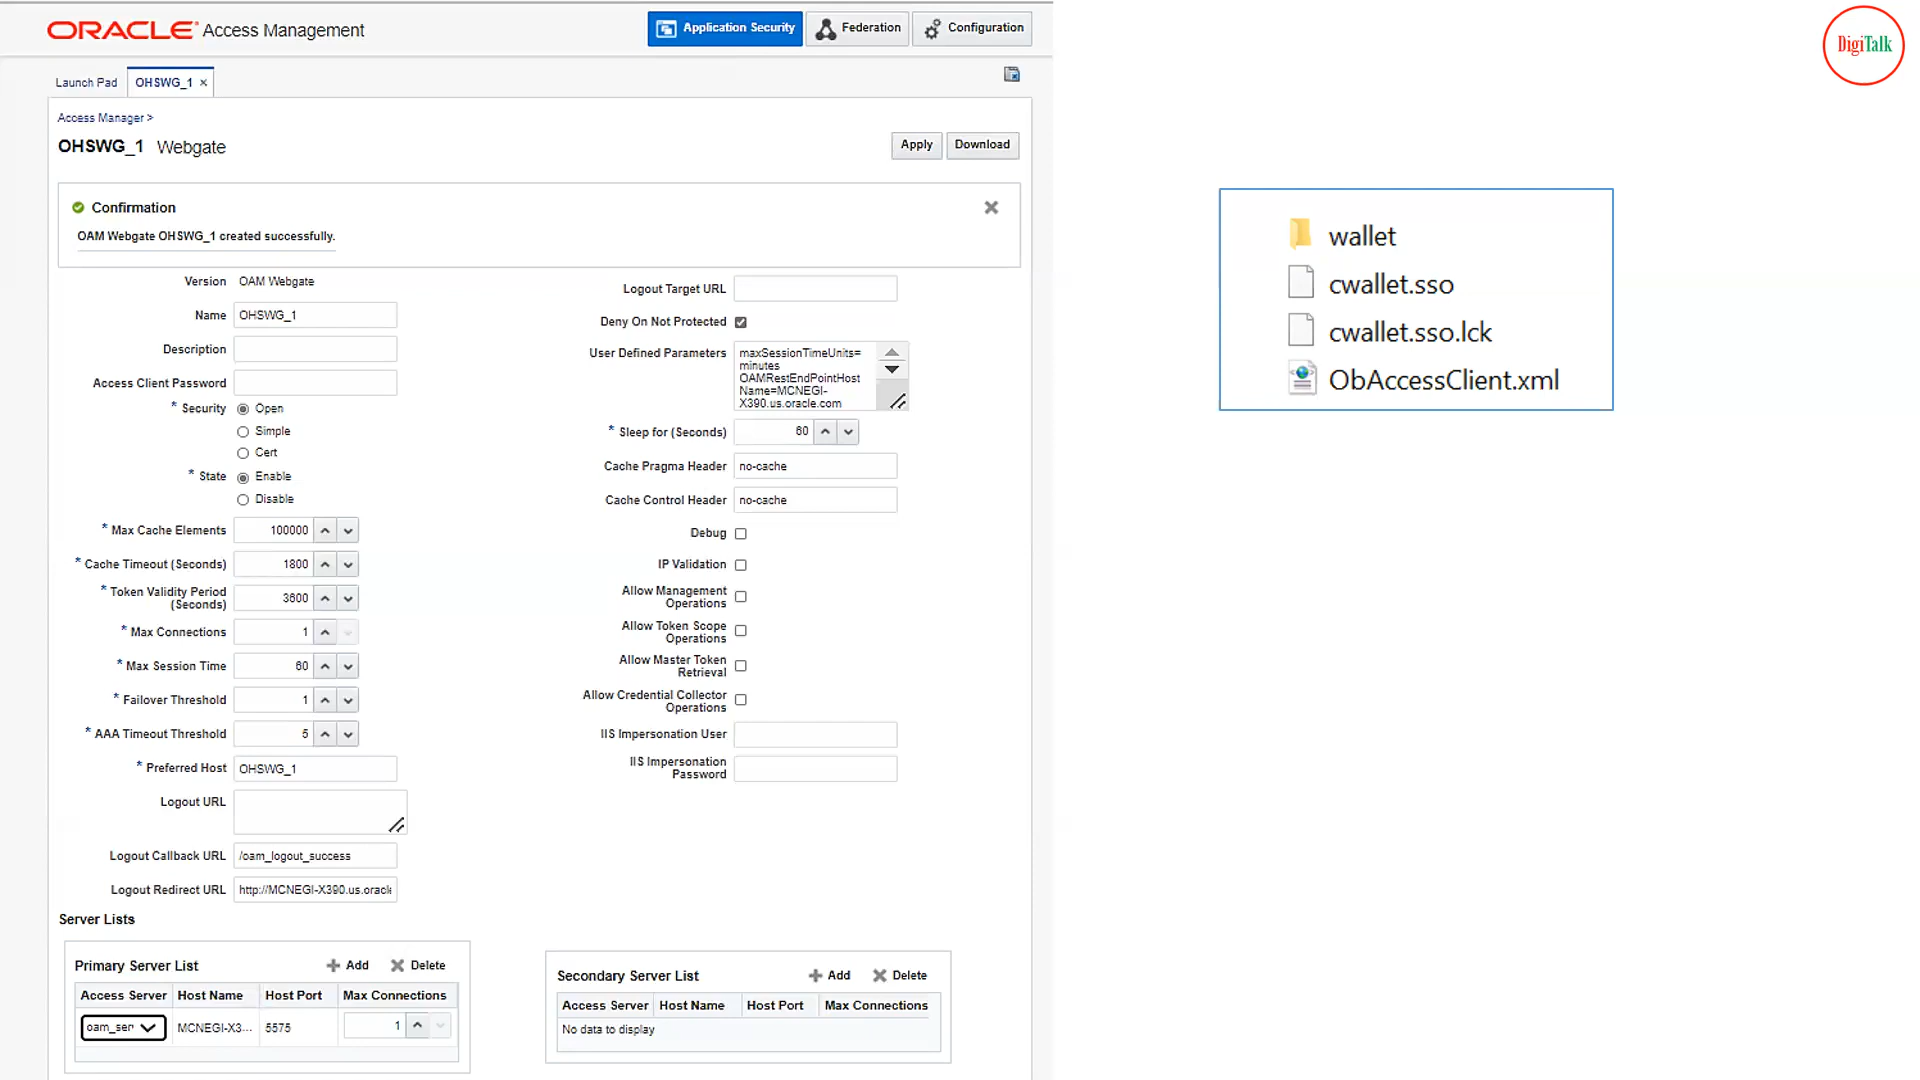 ORACLE Access Management
Application Security
Federation
Configuration
Launch Pad
OHSWG_1
Access Manager >
OHSWG_1 Webgate
Apply
Download
Confirmation
OAM Webgate OHSWG_1 created successfully.
Version OAM Webgate
Name OHSWG_1
Description
Access Client Password
* Security Open
Simple
Cert
* State Enable
Disable
* Max Cache Elements 100000
* Cache Timeout (Seconds) 1800
* Token Validity Period
(Seconds) 3600
* Max Connections 1
* Max Session Time 60
* Failover Threshold 1
* AAA Timeout Threshold 5
* Preferred Host OHSWG_1
Logout URL
Logout Callback URL /oam_logout_success
Logout Redirect URL http://MCNEGI-X390.us.oracle
Logout Target URL
Deny On Not Protected
User Defined Parameters maxSessionTimeUnits=
minutes
OAMRestEndPointHost
Name=MCNEGI-
X390.us.oracle.com
* Sleep for (Seconds) 60
Cache Pragma Header no-cache
Cache Control Header no-cache
Debug
IP Validation
Allow Management
Operations
Allow Token Scope
Operations
Allow Master Token
Retrieval
Allow Credential Collector
Operations
IIS Impersonation User
IIS Impersonation
Password
Server Lists
Primary Server List Add Delete
Access Server Host Name Host Port Max Connections
oam_ser MCNEGI-X3... 5575 1
Secondary Server List Add Delete
Access Server Host Name Host Port Max Connections
No data to display
wallet
cwallet.sso
cwallet.sso.lck
ObAccessClient.xml
DigiTalk